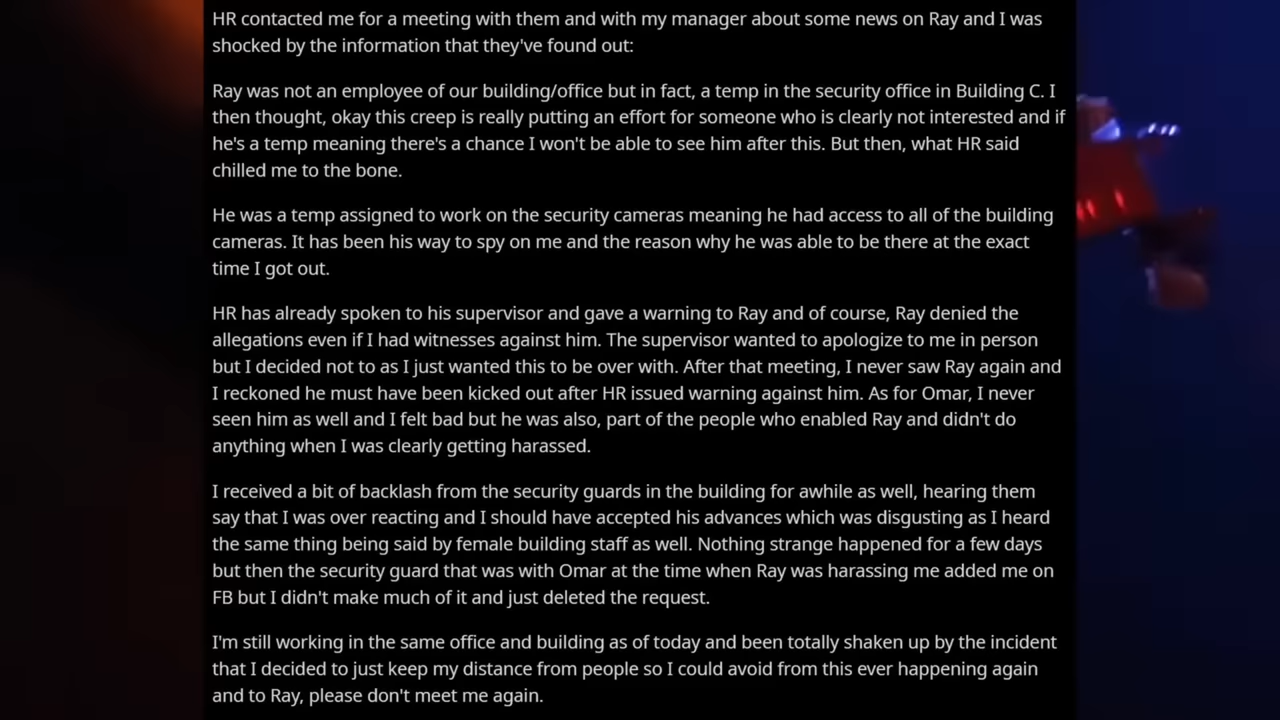 HR contacted me for a meeting with them and with my manager about some news on Ray and I was
shocked by the information that they've found out:
Ray was not an employee of our building/office but in fact, a temp in the security office in Building C. I
then thought, okay this creep is really putting an effort for someone who is clearly not interested and if
he's a temp meaning there's a chance I won't be able to see him after this. But then, what HR said
chilled me to the bone.
He was a temp assigned to work on the security cameras meaning he had access to all of the building
cameras. It has been his way to spy on me and the reason why he was able to be there at the exact
time I got out.
HR has already spoken to his supervisor and gave a warning to Ray and of course, Ray denied the
allegations even if I had witnesses against him. The supervisor wanted to apologize to me in person
but I decided not to as I just wanted this to be over with. After that meeting, I never saw Ray again and
I reckoned he must have been kicked out after HR issued warning against him. As for Omar, I never
seen him as well and I felt bad but he was also, part of the people who enabled Ray and didn't do
anything when I was clearly getting harassed.
I received a bit of backlash from the security guards in the building for awhile as well, hearing them
say that I was over reacting and I should have accepted his advances which was disgusting as I heard
the same thing being said by female building staff as well. Nothing strange happened for a few days
but then the security guard that was with Omar at the time when Ray was harassing me added me on
FB but I didn't make much of it and just deleted the request.
I'm still working in the same office and building as of today and been totally shaken up by the incident
that I decided to just keep my distance from people so I could avoid from this ever happening again
and to Ray, please don't meet me again.